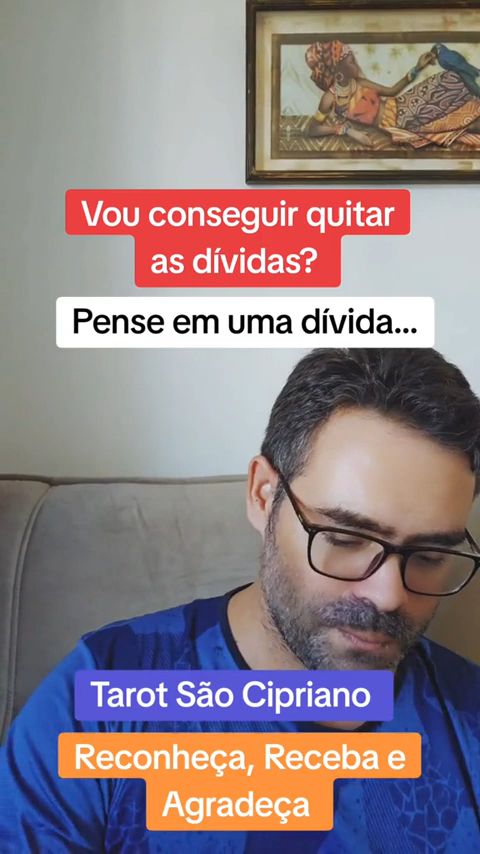 Vou conseguir quitar
as dívidas?
Pense em uma dívida...
Tarot São Cipriano
Reconheça, Receba e
Agradeça